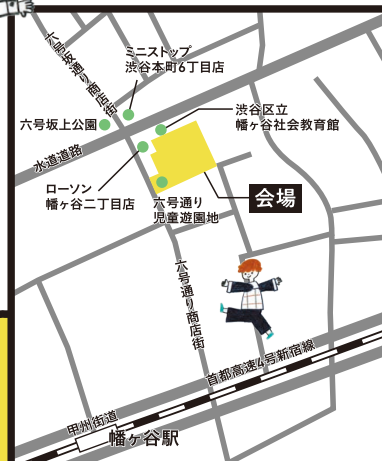 六号坂通り商店街
ミニストップ
渋谷本町6丁目店
六号坂上公園
渋谷区立
幡ヶ谷社会教育館
水道道路
ローソン
幡ヶ谷二丁目店
六号通り
児童遊園地
会場
六号通り商店街
首都高速4号新宿線
甲州街道
幡ヶ谷駅